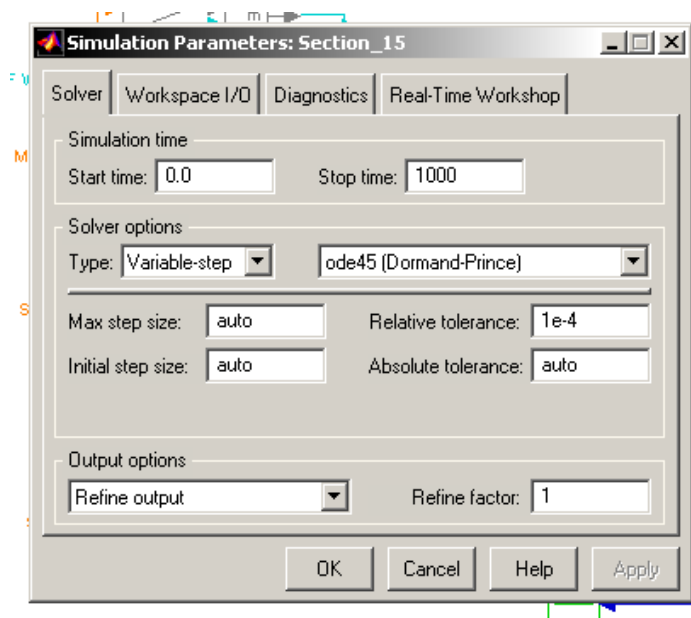 Simulation Parameters: Section_15
Solver Workspace I/O Diagnostics Real-Time Workshop
Simulation time
Start time: 0.0 Stop time: 1000
Solver options
Type: Variable-step ode45 (Dormand-Prince)
Max step size: auto Relative tolerance: 1e-4
Initial step size: auto Absolute tolerance: auto
Output options
Refine output Refine factor: 1
OK Cancel Help Apply